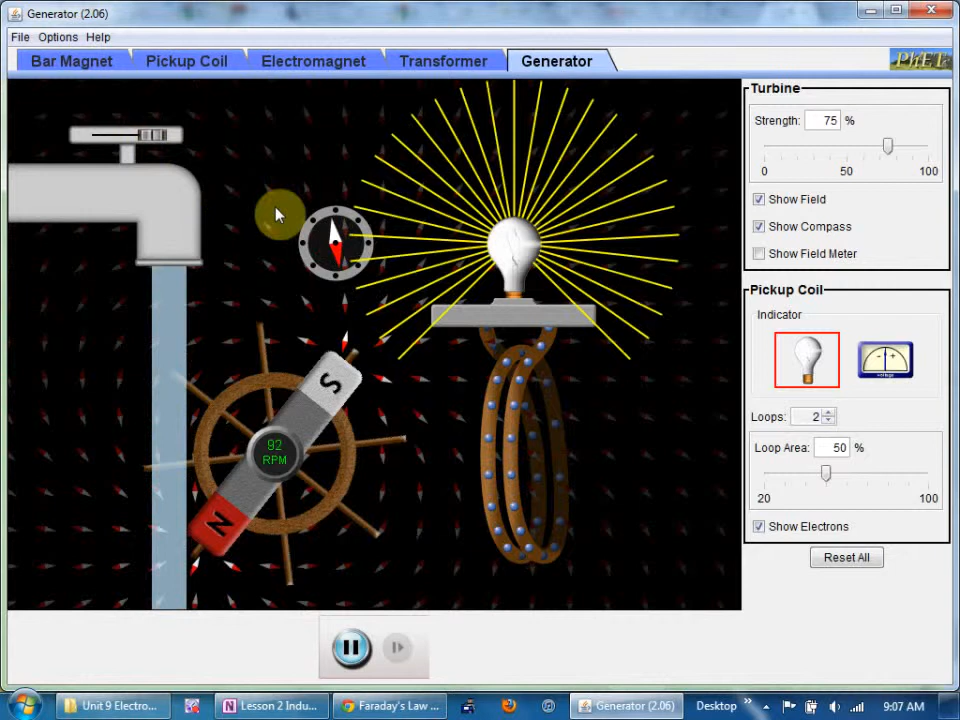 Generator (2.06)
File Options Help
Bar Magnet Pickup Coil Electromagnet Transformer Generator
PhET
Turbine
Strength: 75 %
0 50 100
Show Field
Show Compass
Show Field Meter
S
92
RPM
N
Pickup Coil
Indicator
- +
voltage
Loops: 2
Loop Area: 50 %
20 100
Show Electrons
Reset All
Unit 9 Electro...
N Lesson 2 Indu...
Faraday's Law ...
Generator (2.06)
Desktop »
9:07 AM